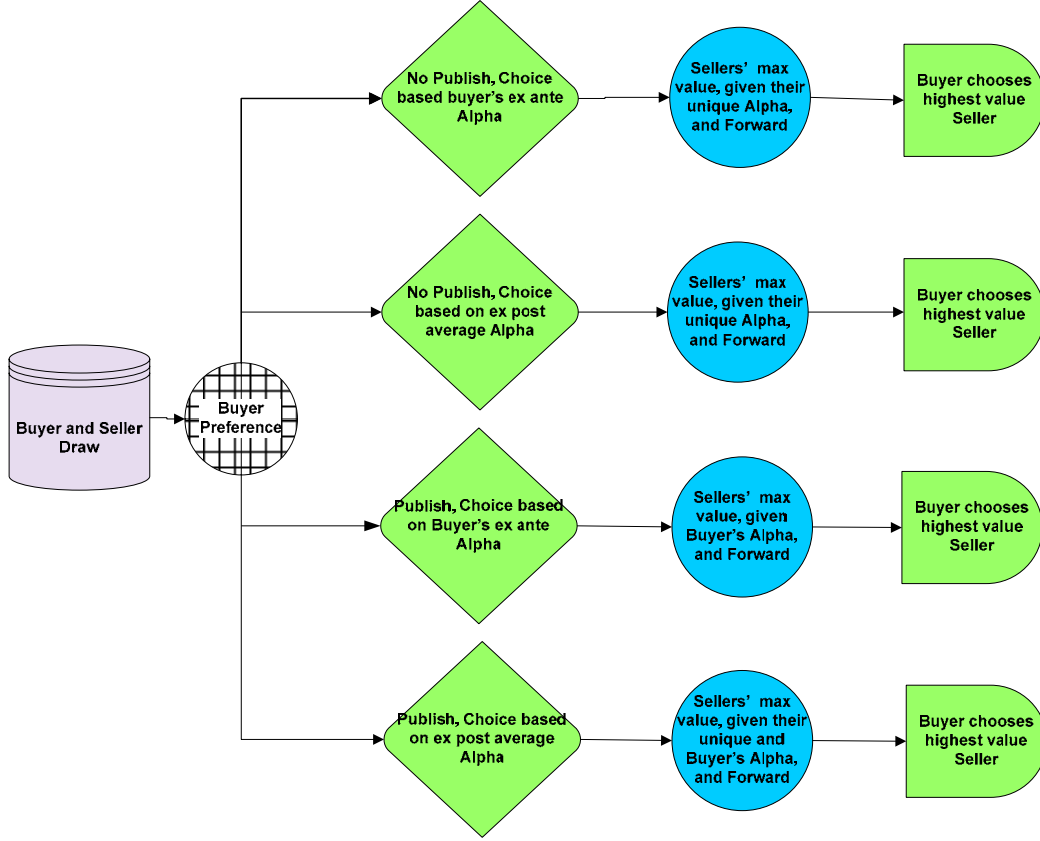 No Publish, Choice
based buyer's ex ante
Alpha
Sellers' max
value, given their
unique Alpha,
and Forward
Buyer chooses
highest value
Seller
No Publish, Choice
based on ex post
average Alpha
Sellers' max
value, given their
unique Alpha,
and Forward
Buyer chooses
highest value
Seller
Buyer and Seller
Draw
Buyer
Preference
Publish, Choice based
on Buyer's ex ante
Alpha
Sellers' max
value, given
Buyer's Alpha,
and Forward
Buyer chooses
highest value
Seller
Publish, Choice based
on ex post average
Alpha
Sellers' max
value, given their
unique and
Buyer's Alpha,
and Forward
Buyer chooses
highest value
Seller